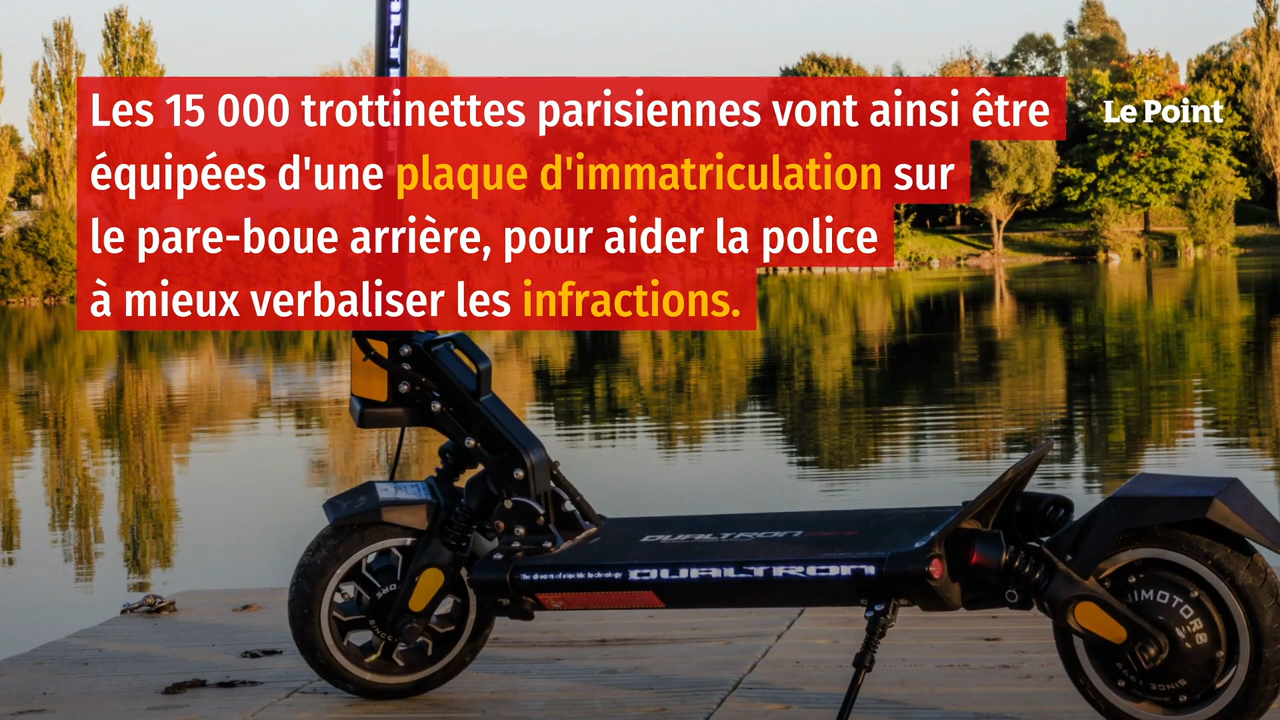 Les 15 000 trottinettes parisiennes vont ainsi être
équipées d'une plaque d'immatriculation sur
le pare-boue arrière, pour aider la police
à mieux verbaliser les infractions.
Le Point
DUALTRON
The dream of electric technology DUALTRON